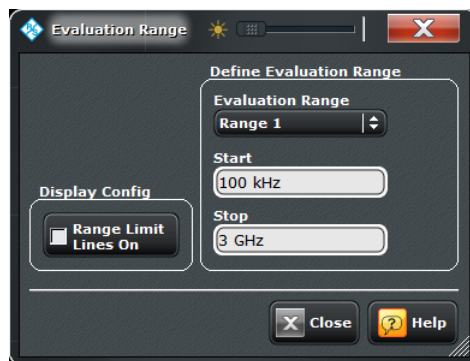 Evaluation Range
X
Define Evaluation Range
Evaluation Range
Range 1
Start
100 kHz
Display Config
Range Limit
Lines On
Stop
3 GHz
X Close
? Help